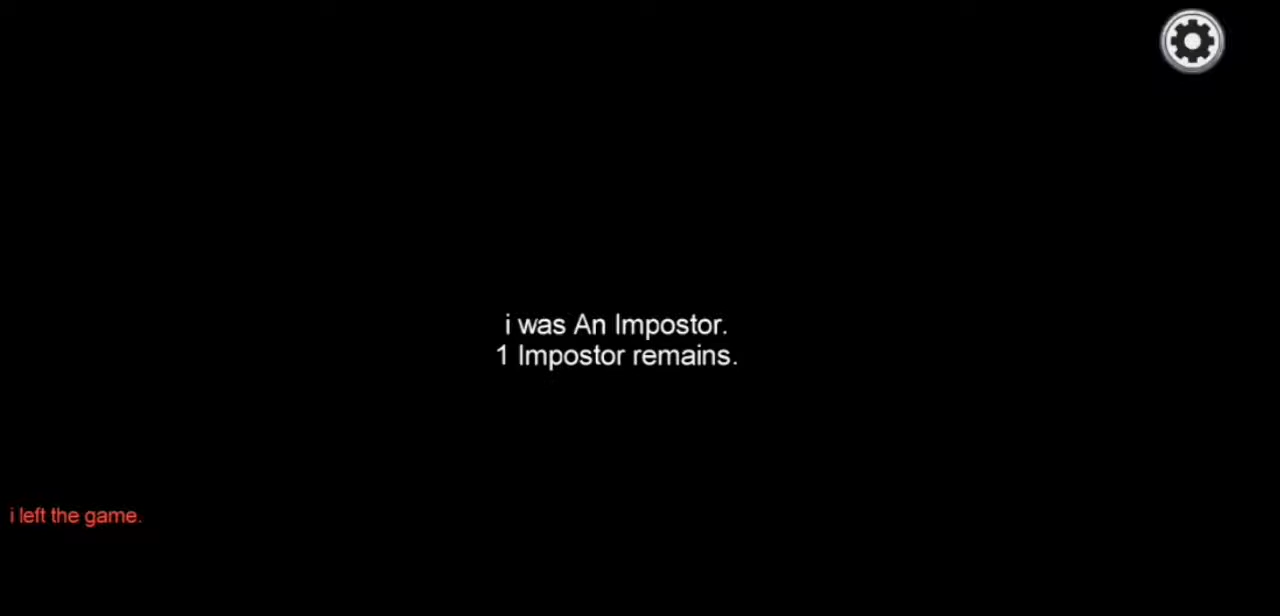 i was An Impostor.
1 Impostor remains.
i left the game.